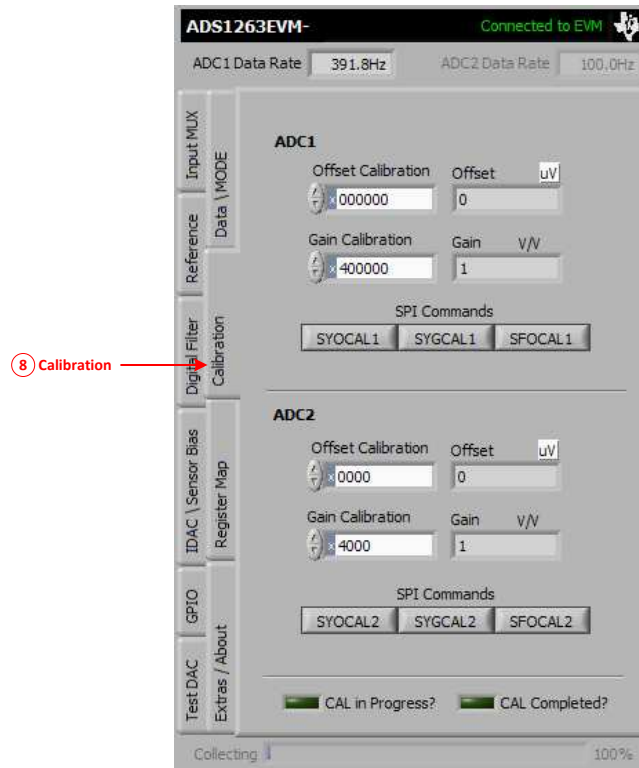 ADS1263EVM-
Connected to EVM
ADC1 Data Rate 391.8Hz ADC2 Data Rate 100.0Hz
Input MUX
Reference
Digital Filter
IDAC \ Sensor Bias
GPIO
Test DAC
Data \ MODE
Calibration
Register Map
Extras / About
8 Calibration
ADC1
Offset Calibration Offset uV
x 000000 0
Gain Calibration Gain V/V
x 400000 1
SPI Commands
SYOCAL1 SYGCAL1 SFOCAL1
ADC2
Offset Calibration Offset uV
x 0000 0
Gain Calibration Gain V/V
x 4000 1
SPI Commands
SYOCAL2 SYGCAL2 SFOCAL2
CAL in Progress? CAL Completed?
Collecting 100%